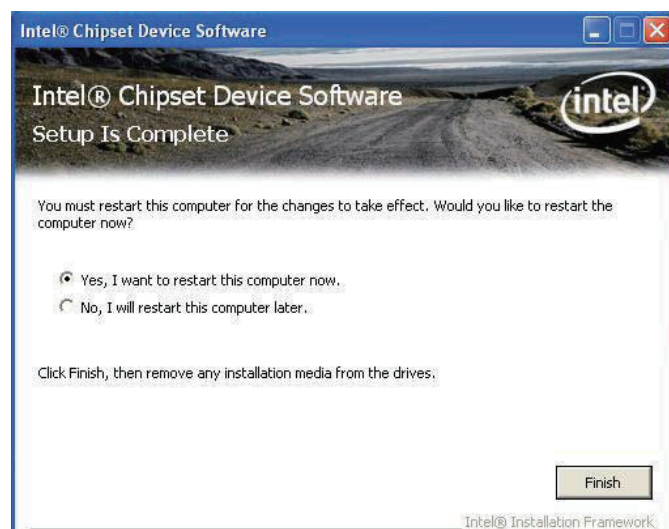 Intel® Chipset Device Software
Intel® Chipset Device Software
intel
Setup Is Complete
You must restart this computer for the changes to take effect. Would you like to restart the
computer now?
Yes, I want to restart this computer now.
No, I will restart this computer later.
Click Finish, then remove any installation media from the drives.
Finish
Intel® Installation Framework